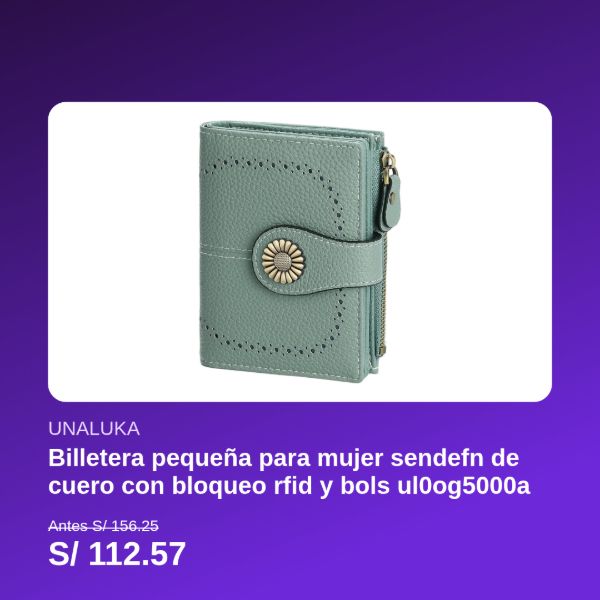 UNALUKA
Billetera pequeña para mujer sendefn de
cuero con bloqueo rfid y bols ul0og5000a
Antes S/ 156.25
S/ 112.57